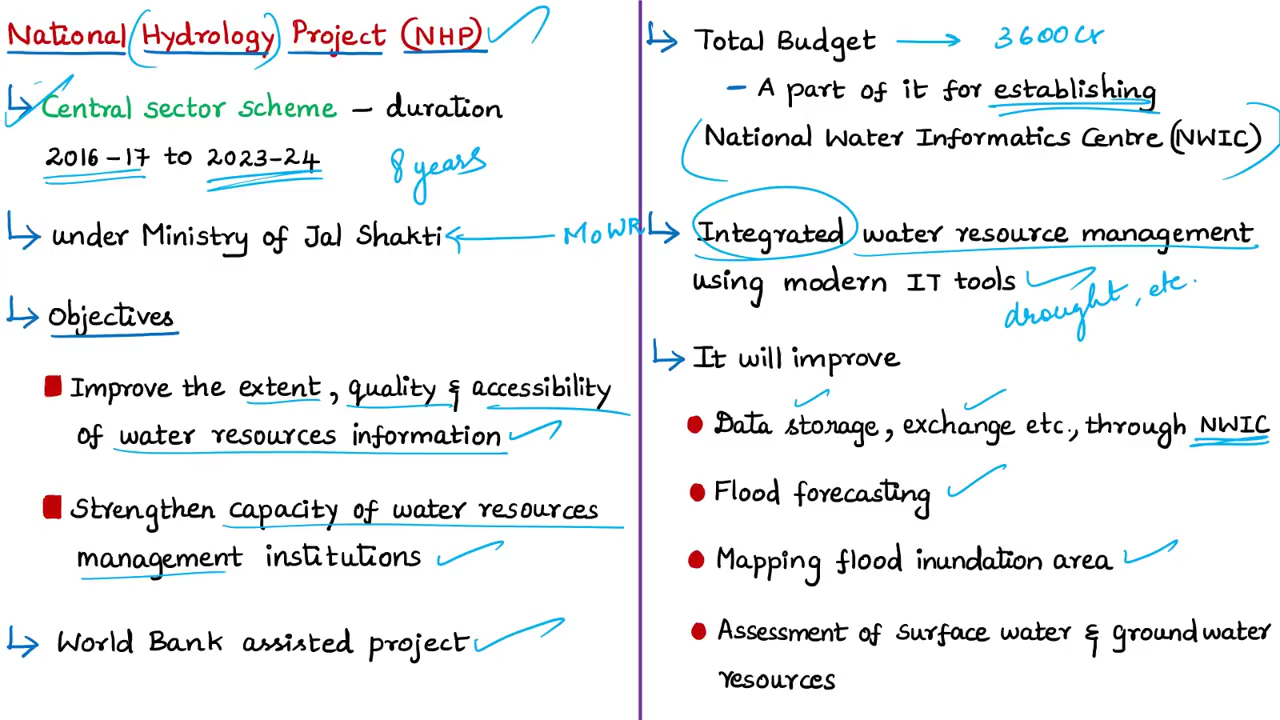 National (Hydrology) Project (NHP)
Central sector scheme – duration
2016-17 to 2023-24
8 years
under Ministry of Jal Shakti
MoWR
Objectives
Improve the extent, quality & accessibility
of water resources information
Strengthen capacity of water resources
management institutions
World Bank assisted project
Total Budget → 3600 Cr
– A part of it for establishing
National Water Informatics Centre (NWIC)
Integrated water resource management
using modern IT tools
drought, etc.
It will improve
Data storage, exchange etc., through NWIC
Flood forecasting
Mapping flood inundation area
Assessment of surface water & groundwater
resources